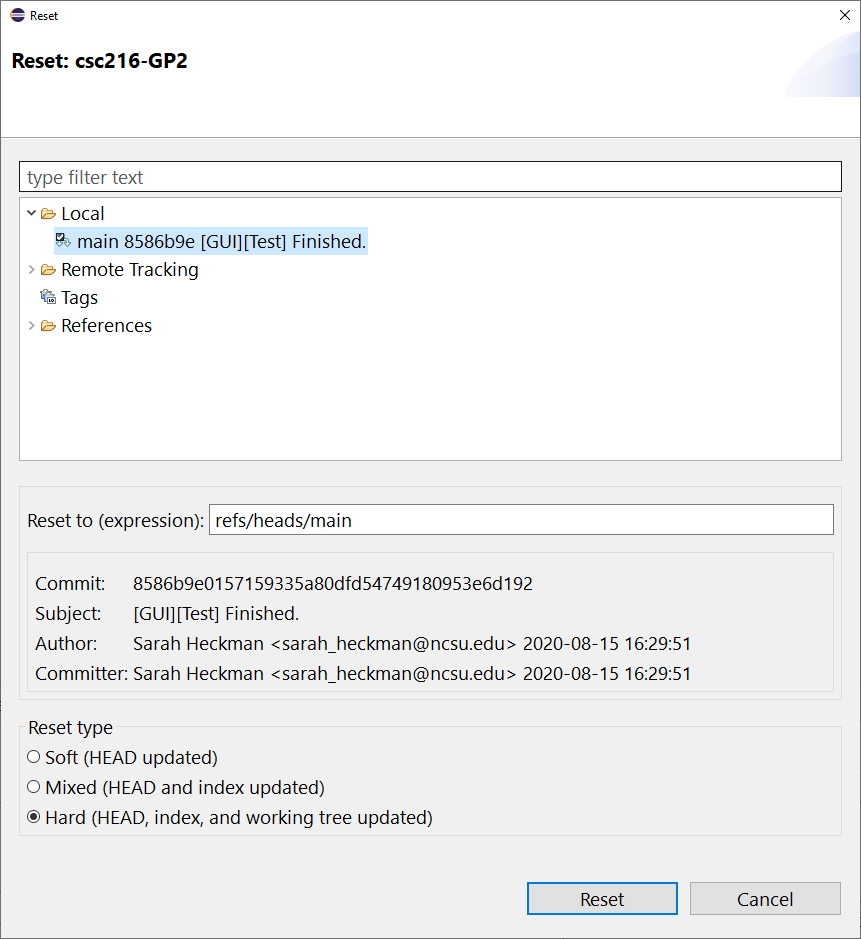 Reset
Reset: csc216-GP2
type filter text
Local
main 8586b9e [GUI][Test] Finished.
Remote Tracking
Tags
References
Reset to (expression): refs/heads/main
Commit: 8586b9e0157159335a80dfd54749180953e6d192
Subject: [GUI][Test] Finished.
Author: Sarah Heckman <sarah_heckman@ncsu.edu> 2020-08-15 16:29:51
Committer: Sarah Heckman <sarah_heckman@ncsu.edu> 2020-08-15 16:29:51
Reset type
Soft (HEAD updated)
Mixed (HEAD and index updated)
Hard (HEAD, index, and working tree updated)
Reset Cancel